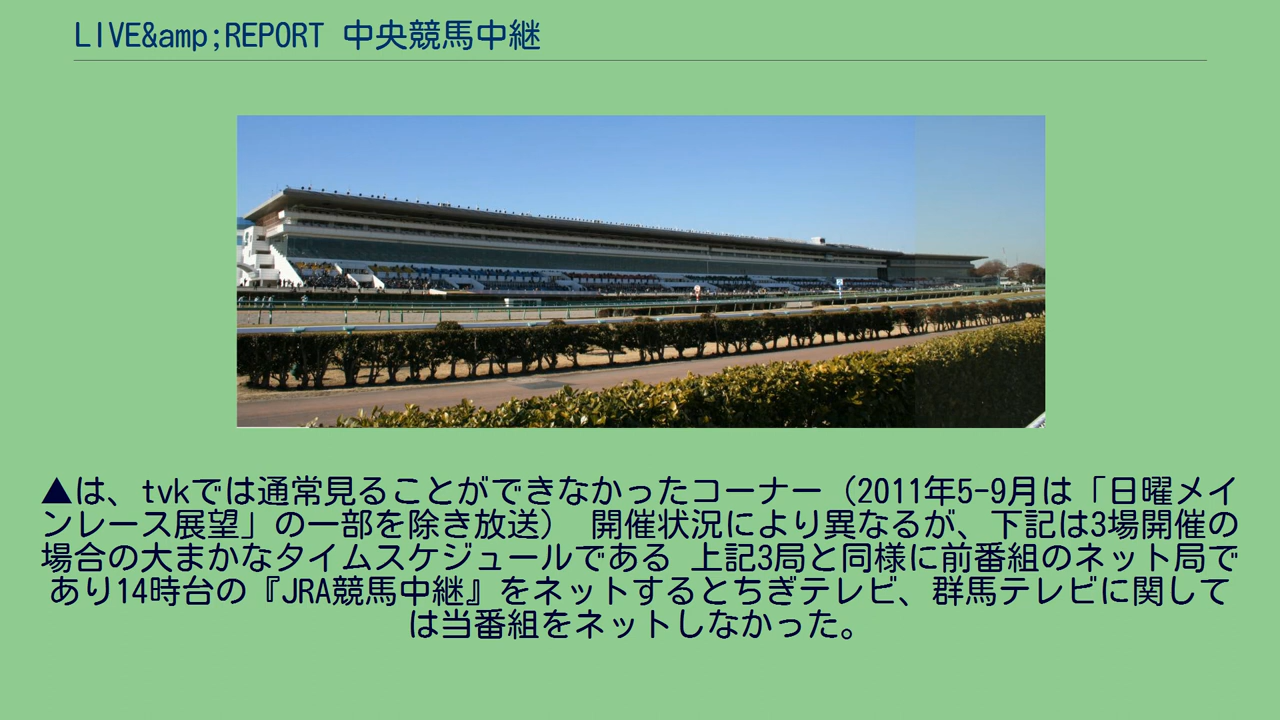 LIVE&amp;REPORT 中央競馬中継
▲は、tvkでは通常見ることができなかったコーナー（2011年5-9月は「日曜メイ
ンレース展望」の一部を除き放送） 開催状況により異なるが、下記は3場開催の
場合の大まかなタイムスケジュールである 上記3局と同様に前番組のネット局で
あり14時台の『JRA競馬中継』をネットするとちぎテレビ、群馬テレビに関して
は当番組をネットしなかった。